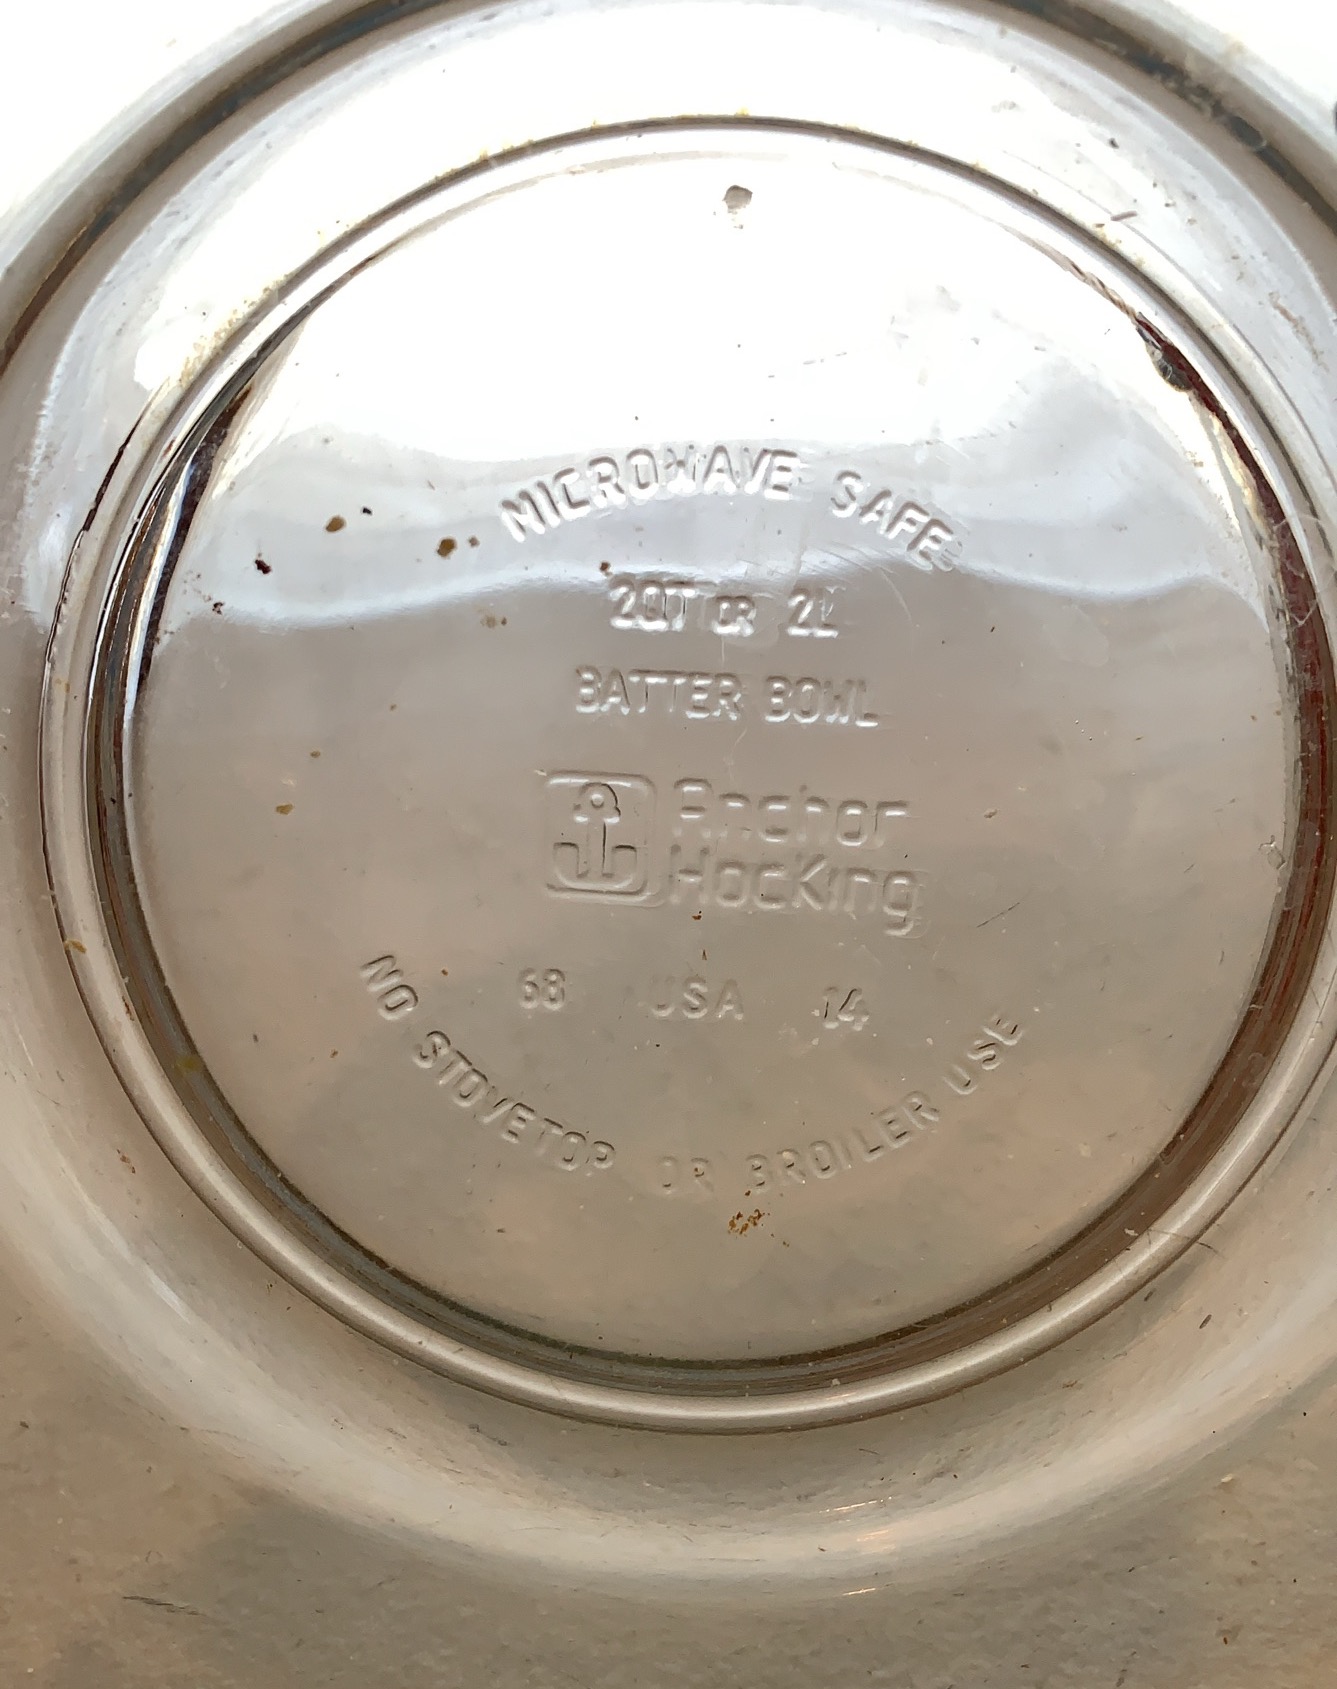 MICROWAVE SAFE
2QT OR 2L
BATTER BOWL
Anchor
Hocking
68 USA 14
NO STOVETOP OR BROILER USE